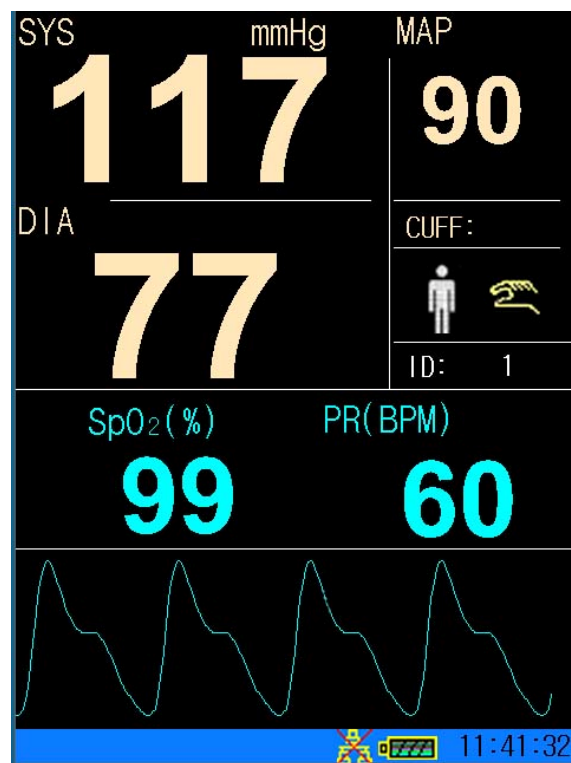 SYS mmHg MAP
117 90
DIA CUFF:
77
ID: 1
SpO₂(%) PR(BPM)
99 60
11:41:32